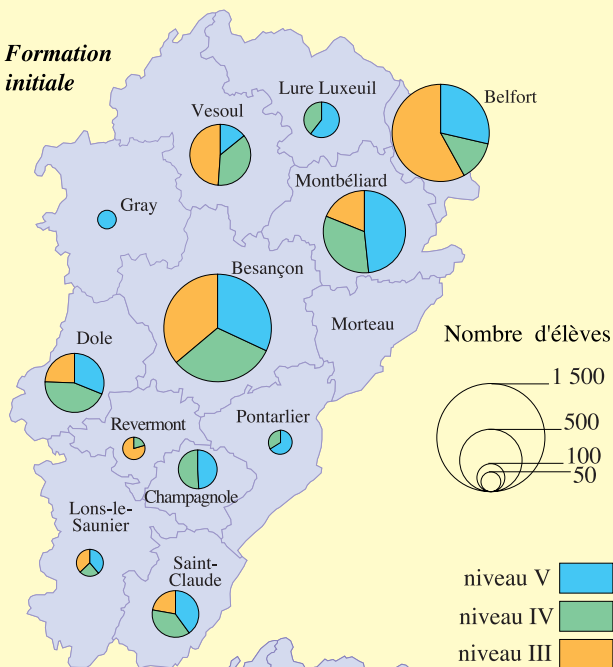 Formation
initiale
Lure Luxeuil
Belfort
Vesoul
Montbéliard
Gray
Besançon
Morteau
Dole
Nombre d'élèves
1 500
500
100
50
Revermont
Pontarlier
Champagnole
Lons-le-
Saunier
Saint-
Claude
niveau V
niveau IV
niveau III